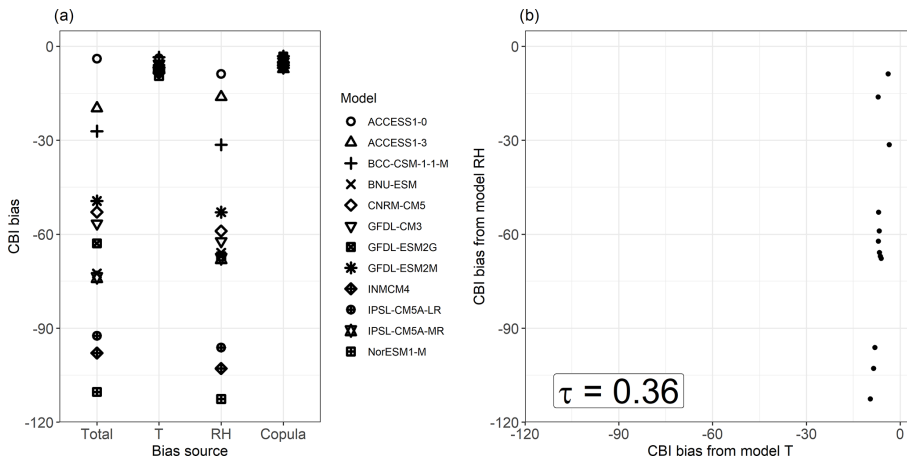 (a)
0
-30
-60
-90
-120
CBI bias
Total T RH Copula
Bias source
Model
ACCESS1-0
ACCESS1-3
BCC-CSM-1-1-M
BNU-ESM
CNRM-CM5
GFDL-CM3
GFDL-ESM2G
GFDL-ESM2M
INMCM4
IPSL-CM5A-LR
IPSL-CM5A-MR
NorESM1-M
(b)
0
-30
-60
-90
-120
CBI bias from model RH
τ = 0.36
-120 -90 -60 -30 0
CBI bias from model T